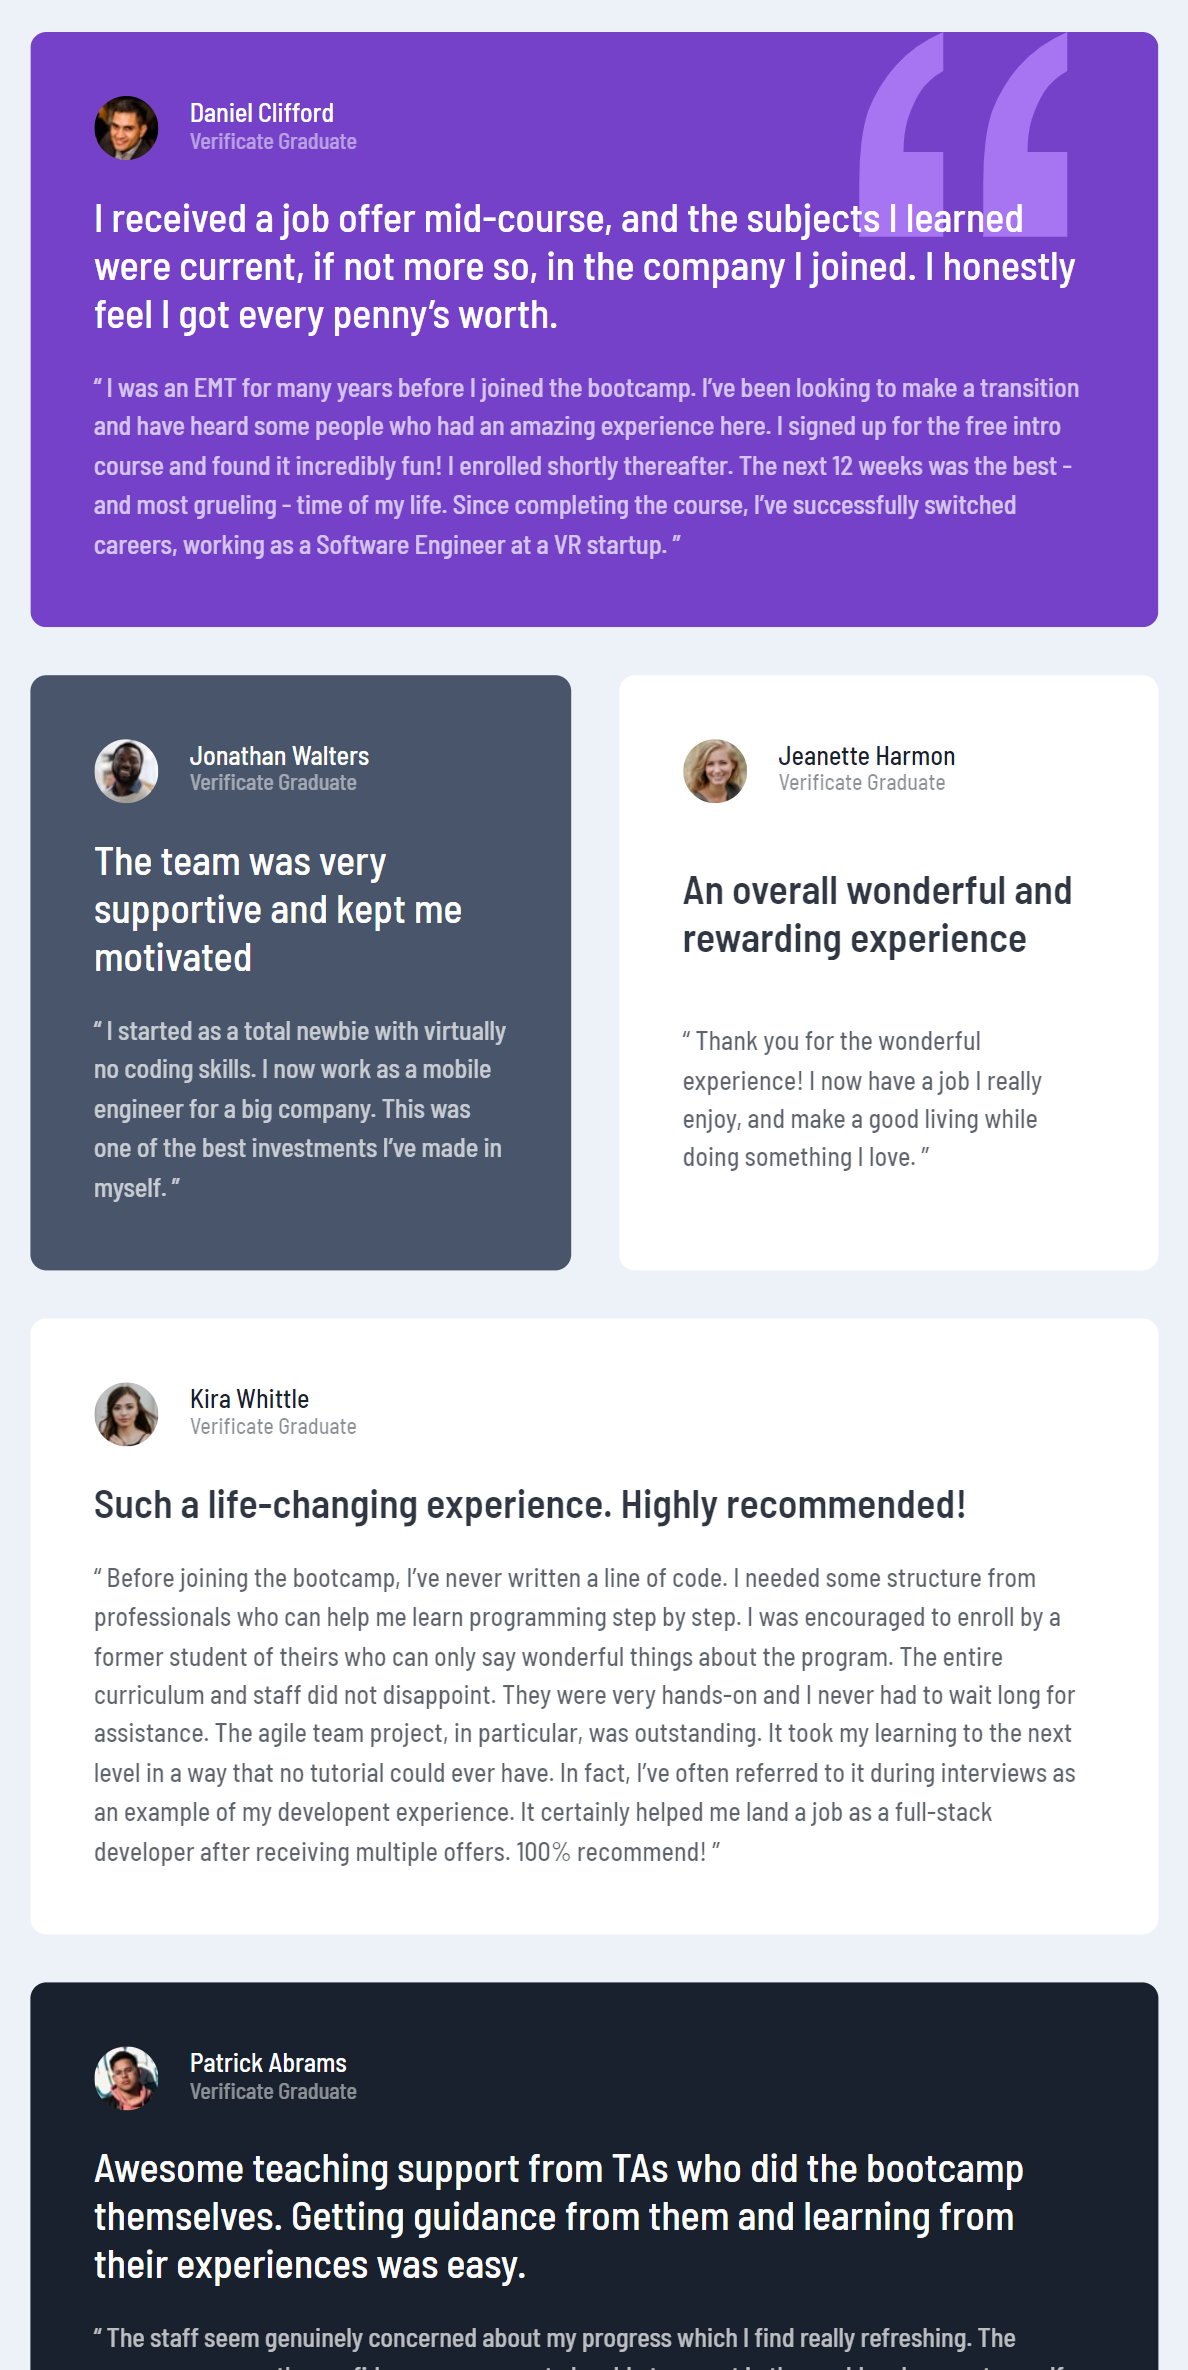 Daniel Clifford
Verificate Graduate
I received a job offer mid-course, and the subjects I learned
were current, if not more so, in the company I joined. I honestly
feel I got every penny’s worth.
“ I was an EMT for many years before I joined the bootcamp. I’ve been looking to make a transition
and have heard some people who had an amazing experience here. I signed up for the free intro
course and found it incredibly fun! I enrolled shortly thereafter. The next 12 weeks was the best -
and most grueling - time of my life. Since completing the course, I’ve successfully switched
careers, working as a Software Engineer at a VR startup. ”
Jonathan Walters
Verificate Graduate
The team was very
supportive and kept me
motivated
“ I started as a total newbie with virtually
no coding skills. I now work as a mobile
engineer for a big company. This was
one of the best investments I’ve made in
myself. ”
Jeanette Harmon
Verificate Graduate
An overall wonderful and
rewarding experience
“ Thank you for the wonderful
experience! I now have a job I really
enjoy, and make a good living while
doing something I love. ”
Kira Whittle
Verificate Graduate
Such a life-changing experience. Highly recommended!
“ Before joining the bootcamp, I’ve never written a line of code. I needed some structure from
professionals who can help me learn programming step by step. I was encouraged to enroll by a
former student of theirs who can only say wonderful things about the program. The entire
curriculum and staff did not disappoint. They were very hands-on and I never had to wait long for
assistance. The agile team project, in particular, was outstanding. It took my learning to the next
level in a way that no tutorial could ever have. In fact, I’ve often referred to it during interviews as
an example of my developent experience. It certainly helped me land a job as a full-stack
developer after receiving multiple offers. 100% recommend! ”
Patrick Abrams
Verificate Graduate
Awesome teaching support from TAs who did the bootcamp
themselves. Getting guidance from them and learning from
their experiences was easy.
“ The staff seem genuinely concerned about my progress which I find really refreshing. The